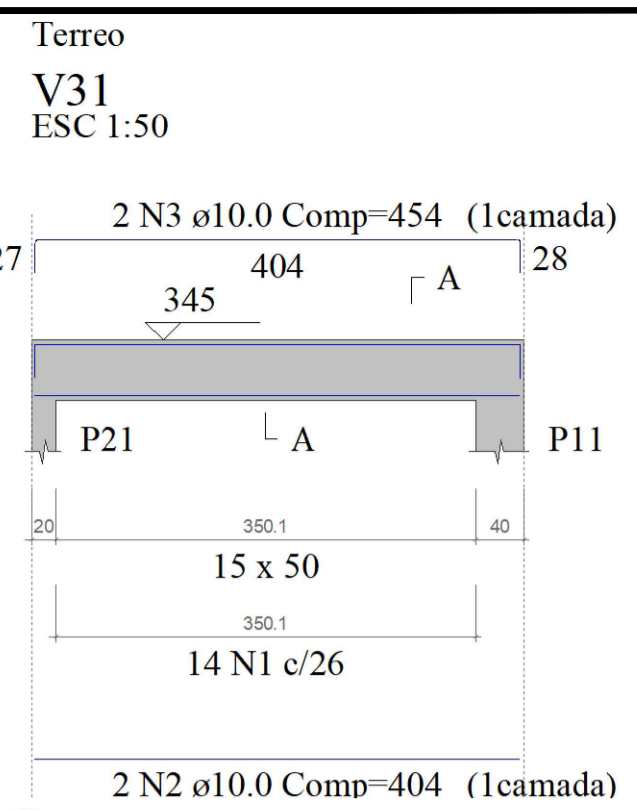 Terreo
V31
ESC 1:50
2 N3 ø10.0 Comp=454 (1camada)
27
404
28
A
345
P21
A
P11
20
350.1
40
15 x 50
350.1
14 N1 c/26
2 N2 ø10.0 Comp=404 (1camada)